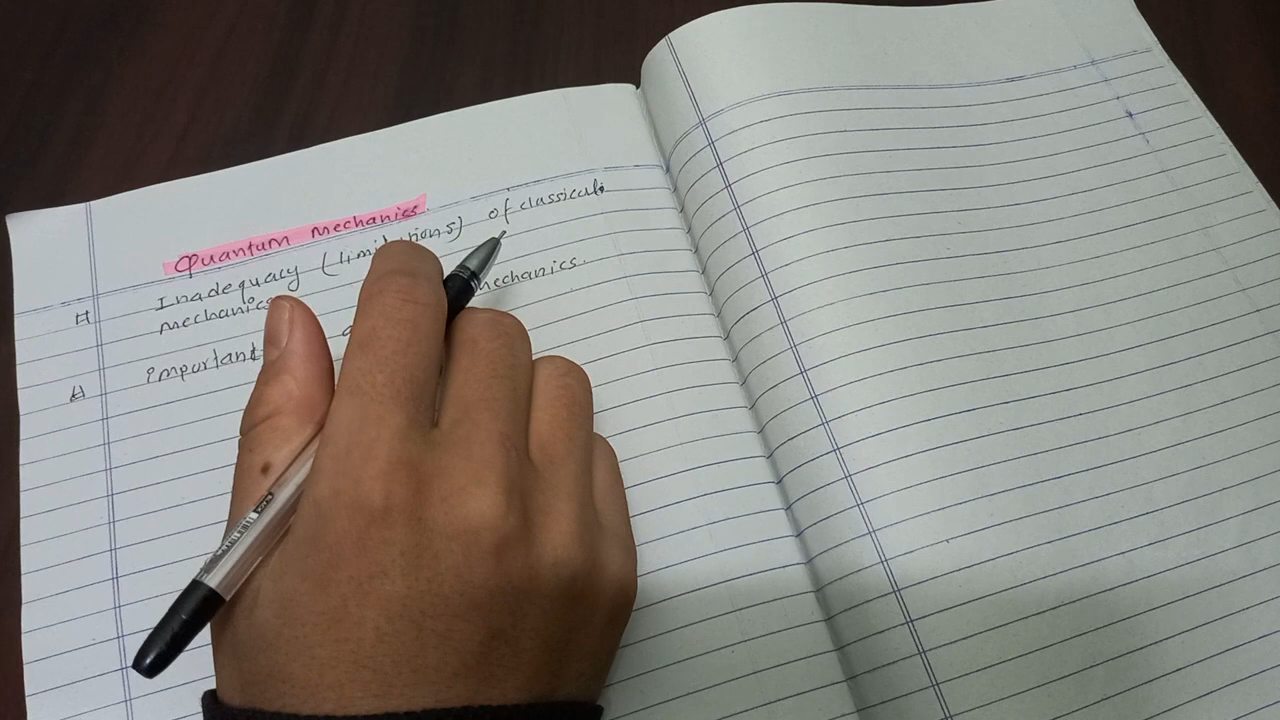 Quantum Mechanics
Inadequacy (limitations) of classical
mechanics
important mechanics.